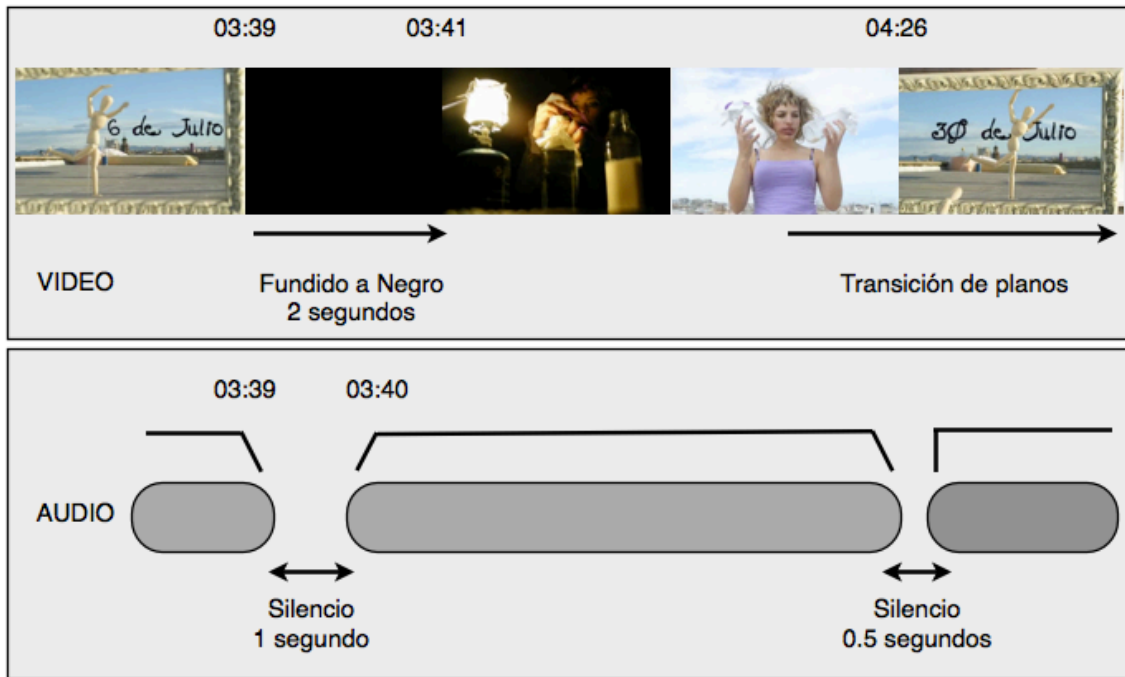 03:39 03:41 04:26
6 de Julio
30 de Julio
VIDEO
Fundido a Negro
2 segundos
Transición de planos
03:39 03:40
AUDIO
Silencio
1 segundo
Silencio
0.5 segundos